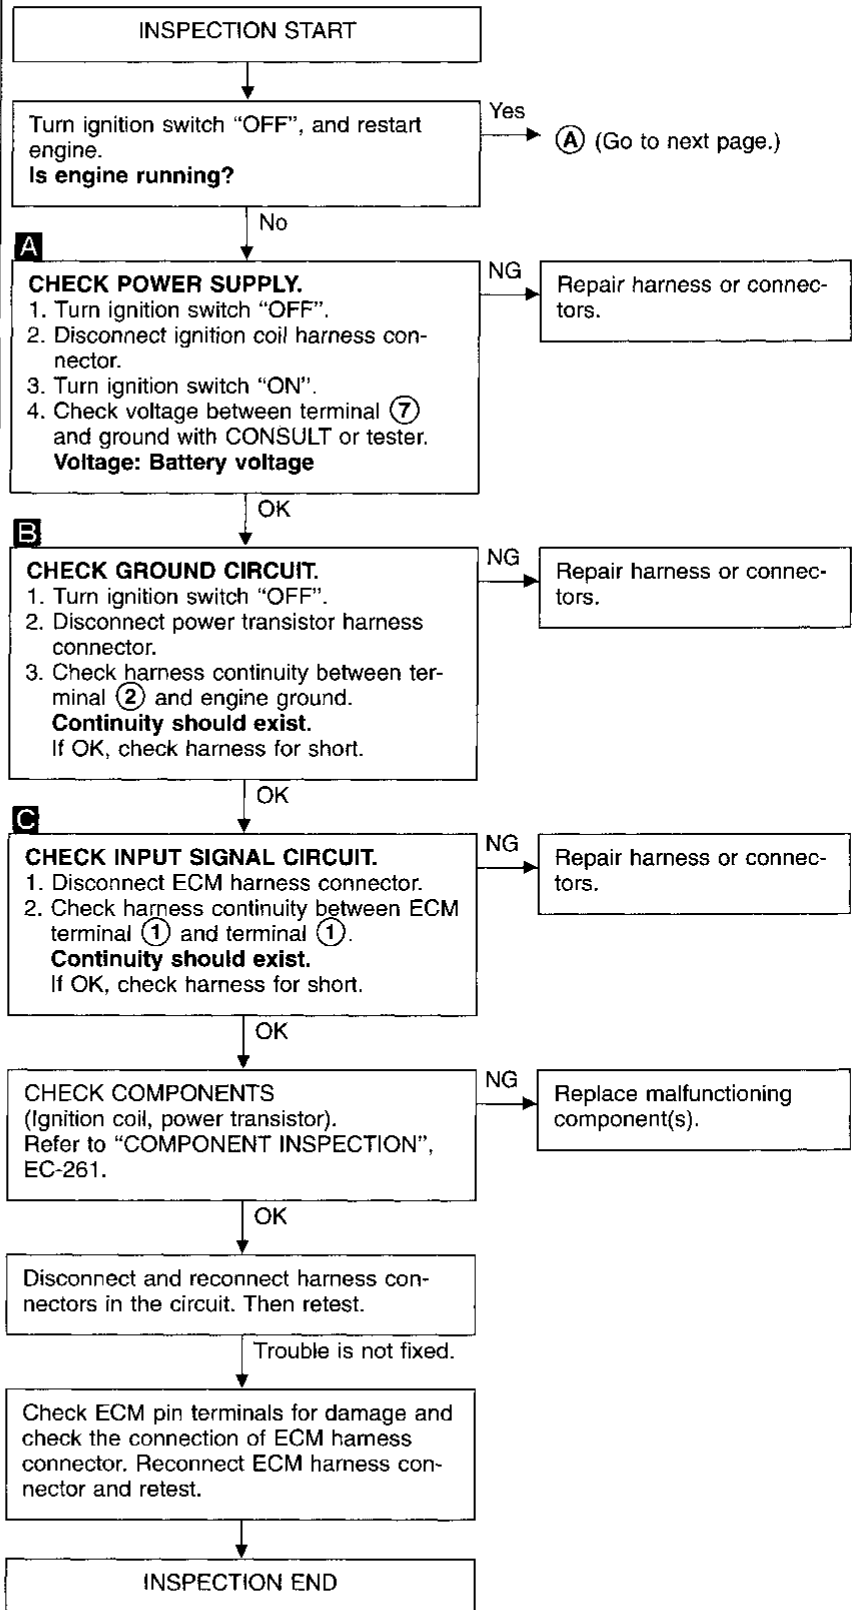 INSPECTION START
Turn ignition switch “OFF”, and restart
engine.
Is engine running?
Yes
Ⓐ (Go to next page.)
No
A
CHECK POWER SUPPLY.
1. Turn ignition switch “OFF”.
2. Disconnect ignition coil harness con-
nector.
3. Turn ignition switch “ON”.
4. Check voltage between terminal ⑦
and ground with CONSULT or tester.
Voltage: Battery voltage
NG
Repair harness or connec-
tors.
OK
B
CHECK GROUND CIRCUIT.
1. Turn ignition switch “OFF”.
2. Disconnect power transistor harness
connector.
3. Check harness continuity between ter-
minal ② and engine ground.
Continuity should exist.
If OK, check harness for short.
NG
Repair harness or connec-
tors.
OK
C
CHECK INPUT SIGNAL CIRCUIT.
1. Disconnect ECM harness connector.
2. Check harness continuity between ECM
terminal ① and terminal ①.
Continuity should exist.
If OK, check harness for short.
NG
Repair harness or connec-
tors.
OK
CHECK COMPONENTS
(Ignition coil, power transistor).
Refer to “COMPONENT INSPECTION”,
EC-261.
NG
Replace malfunctioning
component(s).
OK
Disconnect and reconnect harness con-
nectors in the circuit. Then retest.
Trouble is not fixed.
Check ECM pin terminals for damage and
check the connection of ECM harness
connector. Reconnect ECM harness con-
nector and retest.
INSPECTION END